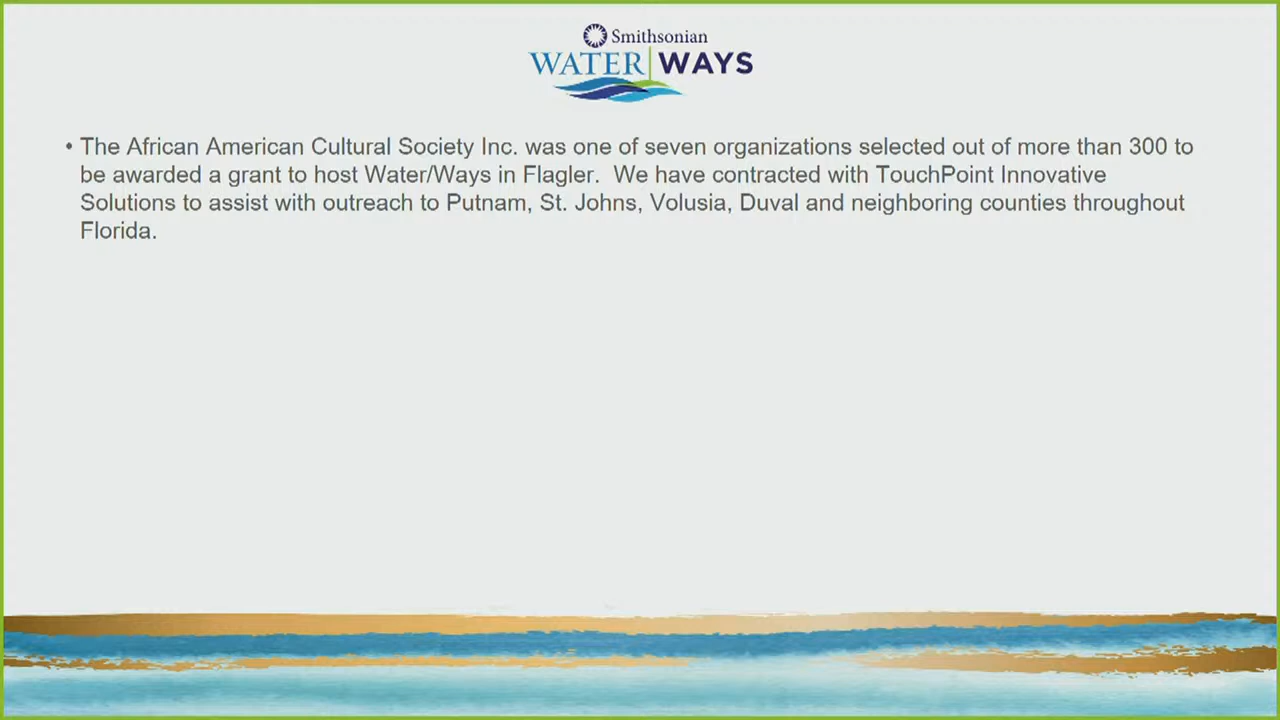 Smithsonian
WATER|WAYS
• The African American Cultural Society Inc. was one of seven organizations selected out of more than 300 to
be awarded a grant to host Water/Ways in Flagler.  We have contracted with TouchPoint Innovative
Solutions to assist with outreach to Putnam, St. Johns, Volusia, Duval and neighboring counties throughout
Florida.